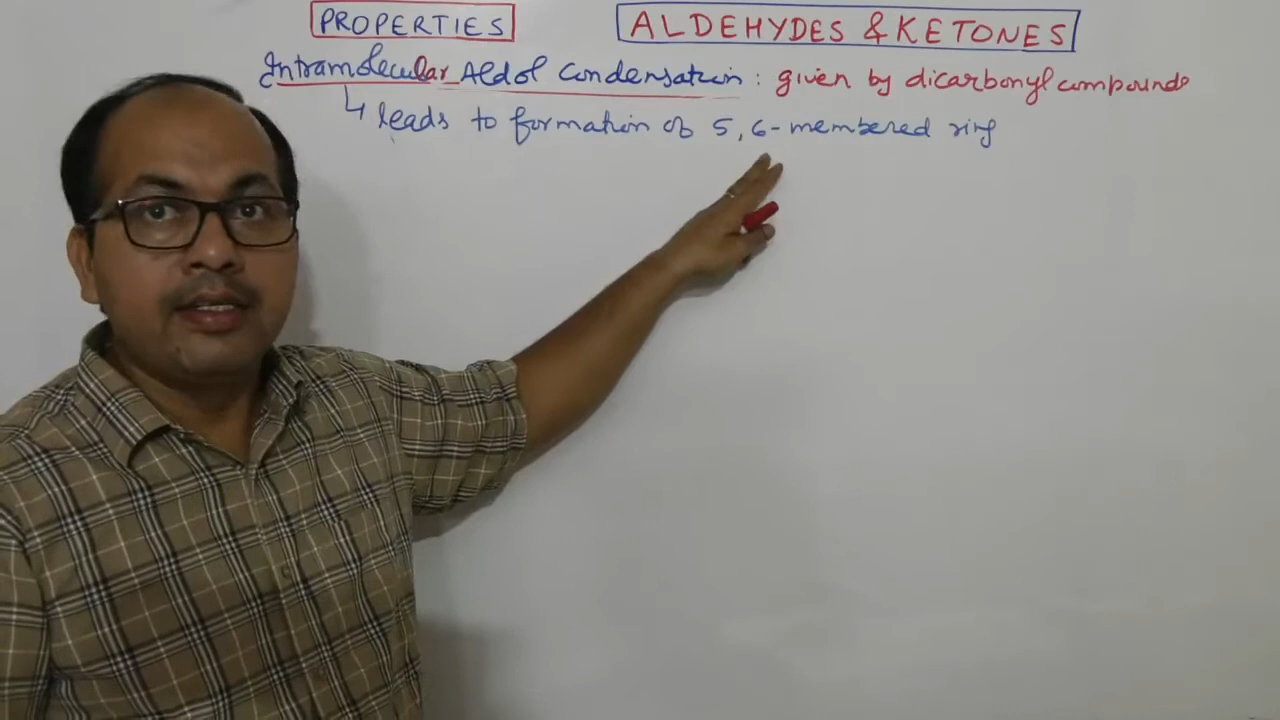 PROPERTIES
ALDEHYDES & KETONES
Intramolecular Aldol Condensation : given by dicarbonyl compounds
↳ leads to formation of 5, 6-membered ring